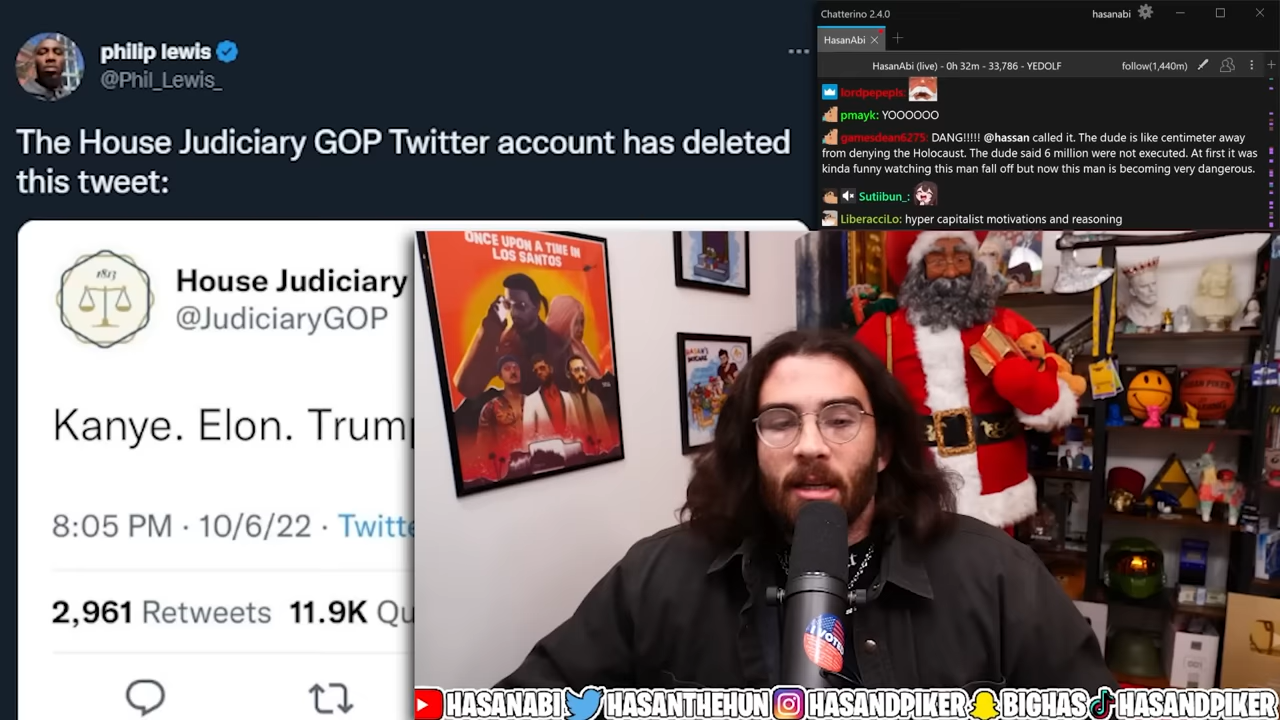 philip lewis
@Phil_Lewis_
The House Judiciary GOP Twitter account has deleted
this tweet:
1813
House Judiciary
@JudiciaryGOP
Kanye. Elon. Trump
8:05 PM · 10/6/22 ·
2,961 Retweets 11.9K
Chatterino 2.4.0
hasanabi
HasanAbi
HasanAbi (live) - 0h 32m - 33,786 - YEDOLF
follow(1,440m)
lordpepepls:
pmayk: YOOOOOO
gamesdean6275: DANG!!!!! @hassan called it. The dude is like centimeter away
from denying the Holocaust. The dude said 6 million were not executed. At first it was
kinda funny watching this man fall off but now this man is becoming very dangerous.
Sutiibun_:
LiberacciLo: hyper capitalist motivations and reasoning
ONCE UPON A TIME IN
LOS SANTOS
HASAN PIKER
I VOTED
HASANABI HASANTHEHUN HASANDPIKER BIGHAS HASANDPIKER